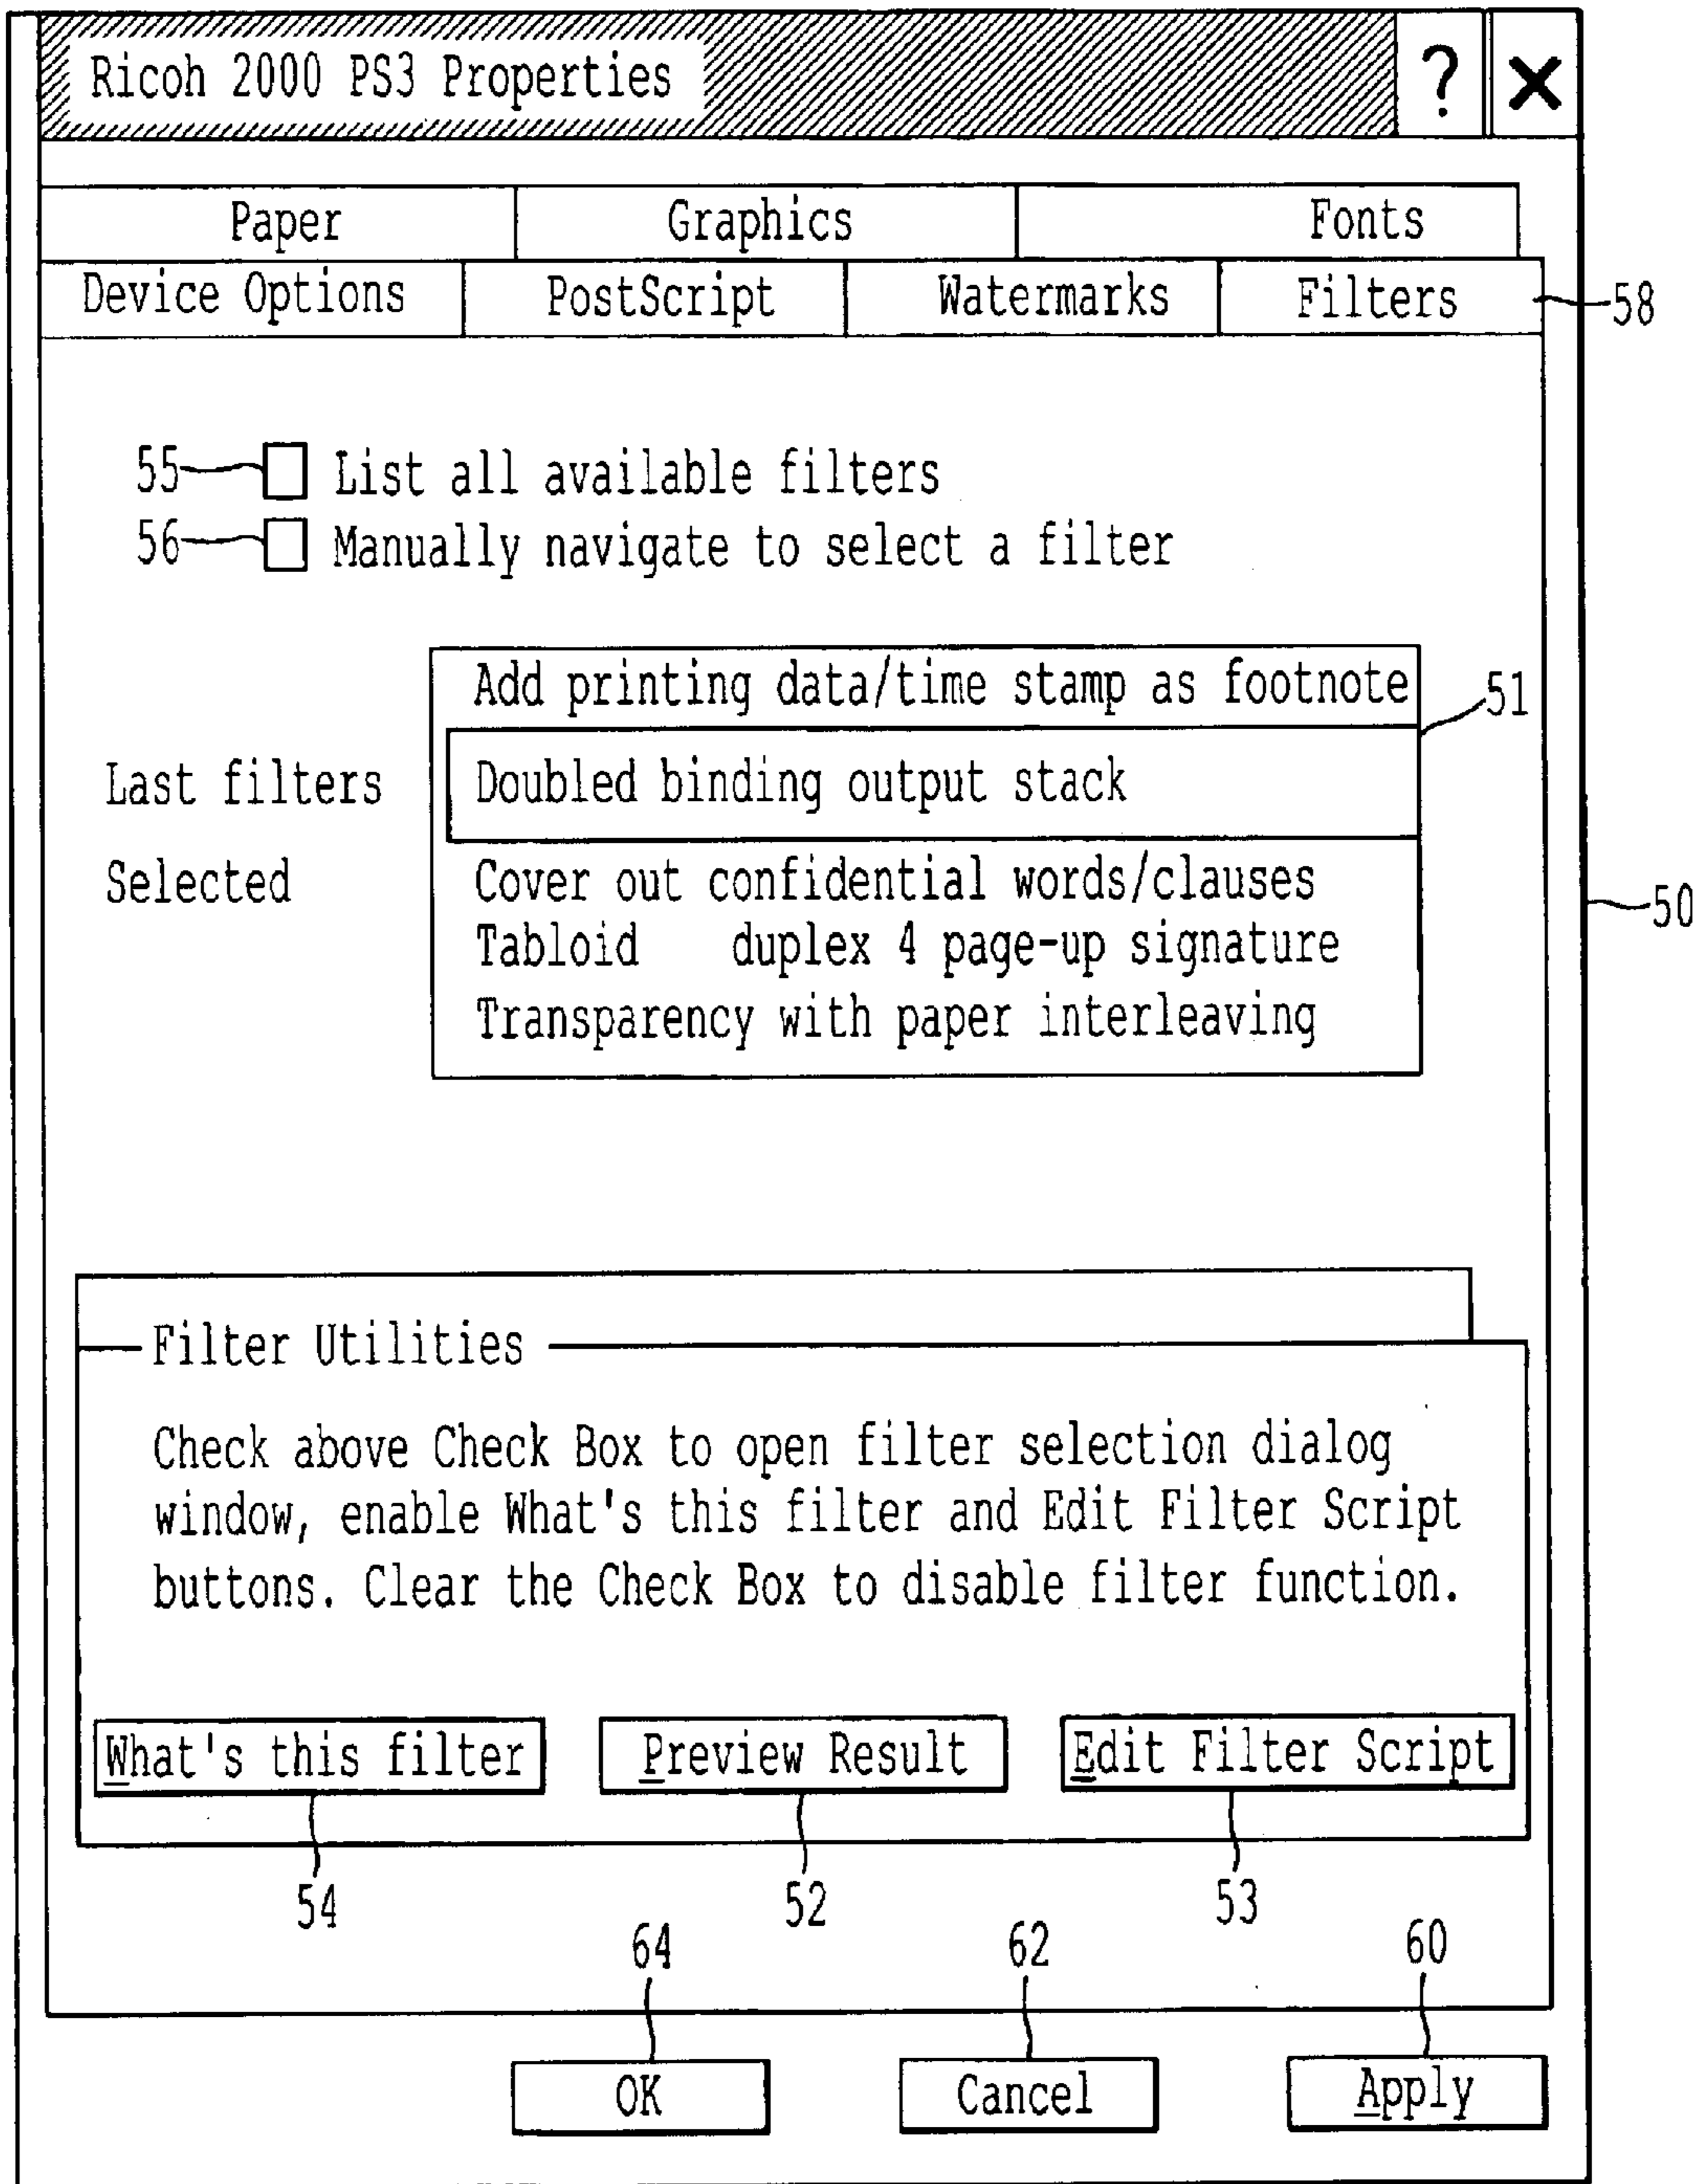 Ricoh 2000 PS3 Properties ? ×
Paper Graphics Fonts
Device Options PostScript Watermarks Filters 58
55 List all available filters
56 Manually navigate to select a filter
Add printing data/time stamp as footnote
51
Last filters Doubled binding output stack
Selected Cover out confidential words/clauses
50
Tabloid duplex 4 page-up signature
Transparency with paper interleaving
Filter Utilities
Check above Check Box to open filter selection dialog
window, enable What's this filter and Edit Filter Script
buttons. Clear the Check Box to disable filter function.
What's this filter Preview Result Edit Filter Script
54 52 53
64 62 60
OK Cancel Apply